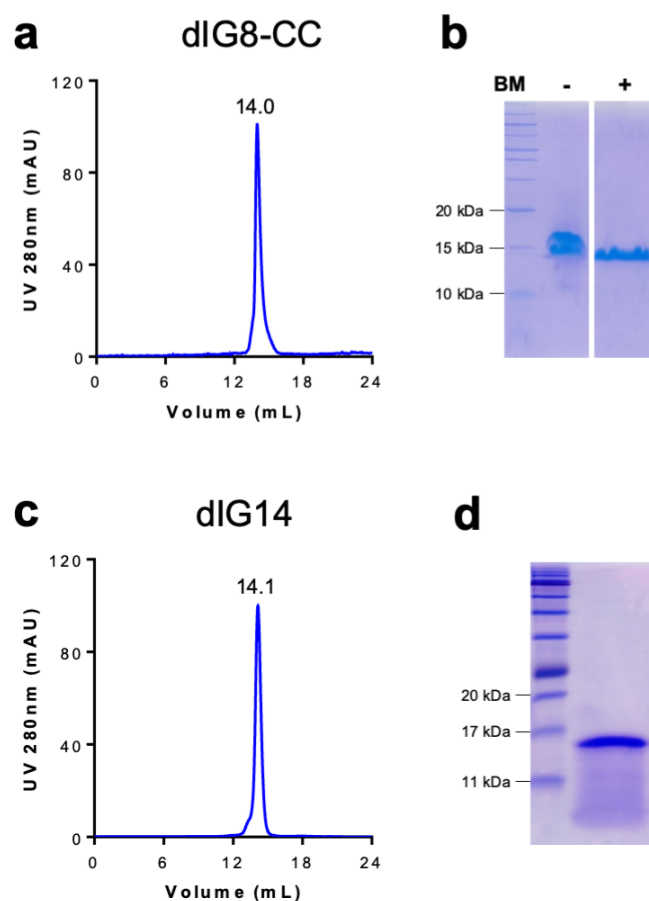 a
dIG8-CC
120
80
40
0
UV 280nm (mAU)
14.0
0 6 12 18 24
Volume (mL)
b
BM - +
20 kDa
15 kDa
10 kDa
c
dIG14
120
80
40
0
UV 280nm (mAU)
14.1
0 6 12 18 24
Volume (mL)
d
20 kDa
17 kDa
11 kDa